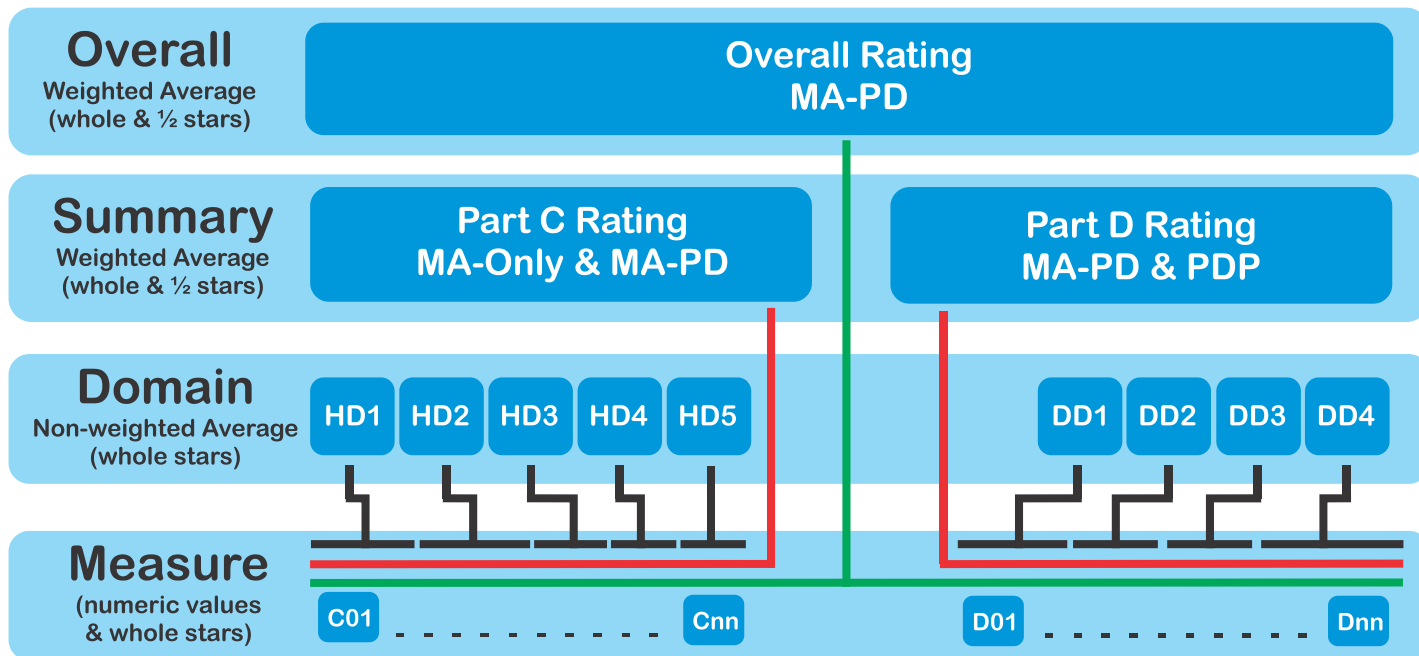 Overall
Weighted Average
(whole & ½ stars)
Overall Rating
MA-PD
Summary
Weighted Average
(whole & ½ stars)
Part C Rating
MA-Only & MA-PD
Part D Rating
MA-PD & PDP
Domain
Non-weighted Average
(whole stars)
HD1 HD2 HD3 HD4 HD5 DD1 DD2 DD3 DD4
Measure
(numeric values
& whole stars)
C01 Cnn D01 Dnn